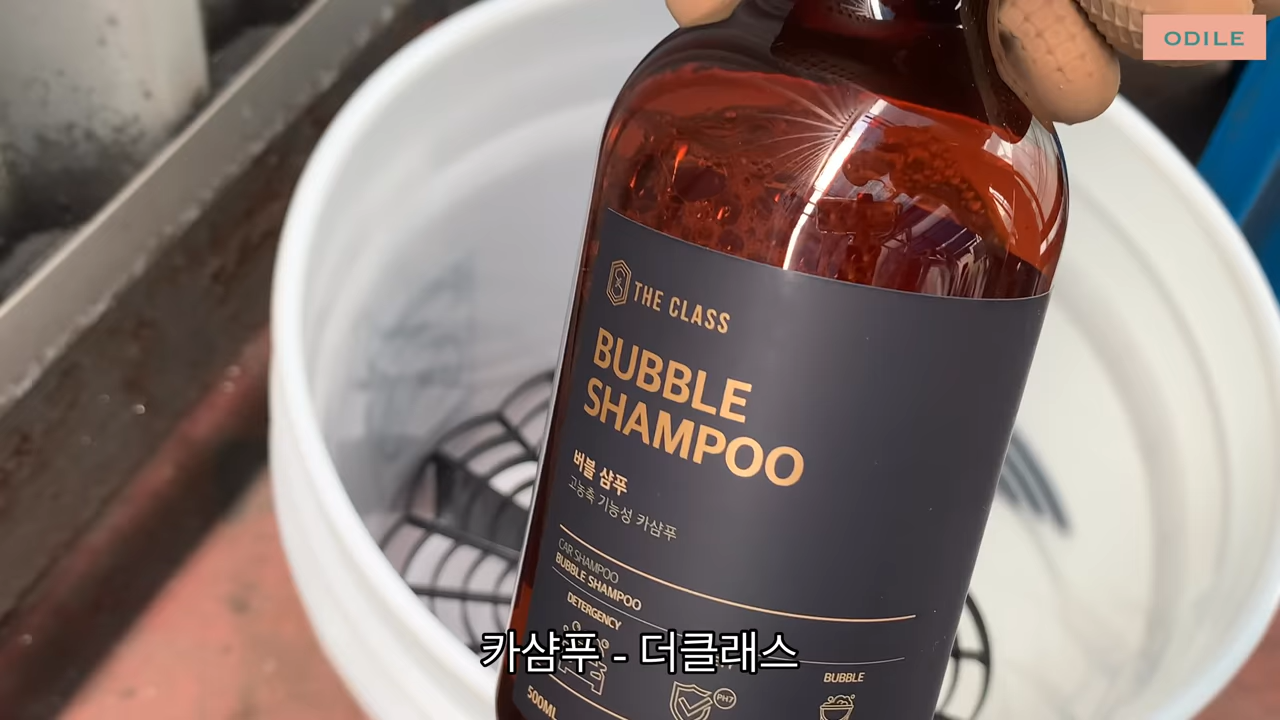 ODILE
THE CLASS
BUBBLE
SHAMPOO
버블 샴푸
고농축 기능성 카샴푸
CAR SHAMPOO
BUBBLE SHAMPOO
DETERGENCY
BUBBLE
PH7
500ML
카샴푸 - 더클래스